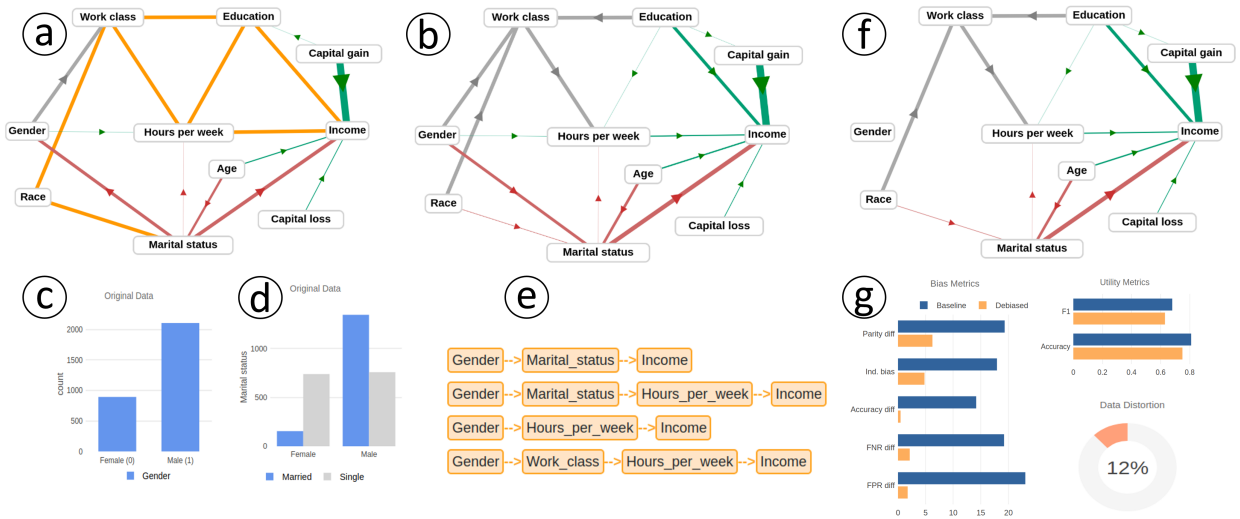 a
Work class
Education
Capital gain
Gender
Hours per week
Income
Age
Race
Capital loss
Marital status
b
Work class
Education
Capital gain
Gender
Hours per week
Income
Age
Race
Capital loss
Marital status
f
Work class
Education
Capital gain
Gender
Hours per week
Income
Age
Race
Capital loss
Marital status
c
Original Data
count
2000
1500
1000
500
0
Female (0) Male (1)
Gender
d
Original Data
Marital status
1000
500
0
Female Male
Married Single
e
Gender-->Marital_status-->Income
Gender-->Marital_status-->Hours_per_week-->Income
Gender-->Hours_per_week-->Income
Gender-->Work_class-->Hours_per_week-->Income
g
Bias Metrics
Baseline Debiased
Parity diff
Ind. bias
Accuracy diff
FNR diff
FPR diff
0 5 10 15 20
Utility Metrics
F1
Accuracy
0 0.2 0.4 0.6 0.8
Data Distortion
12%